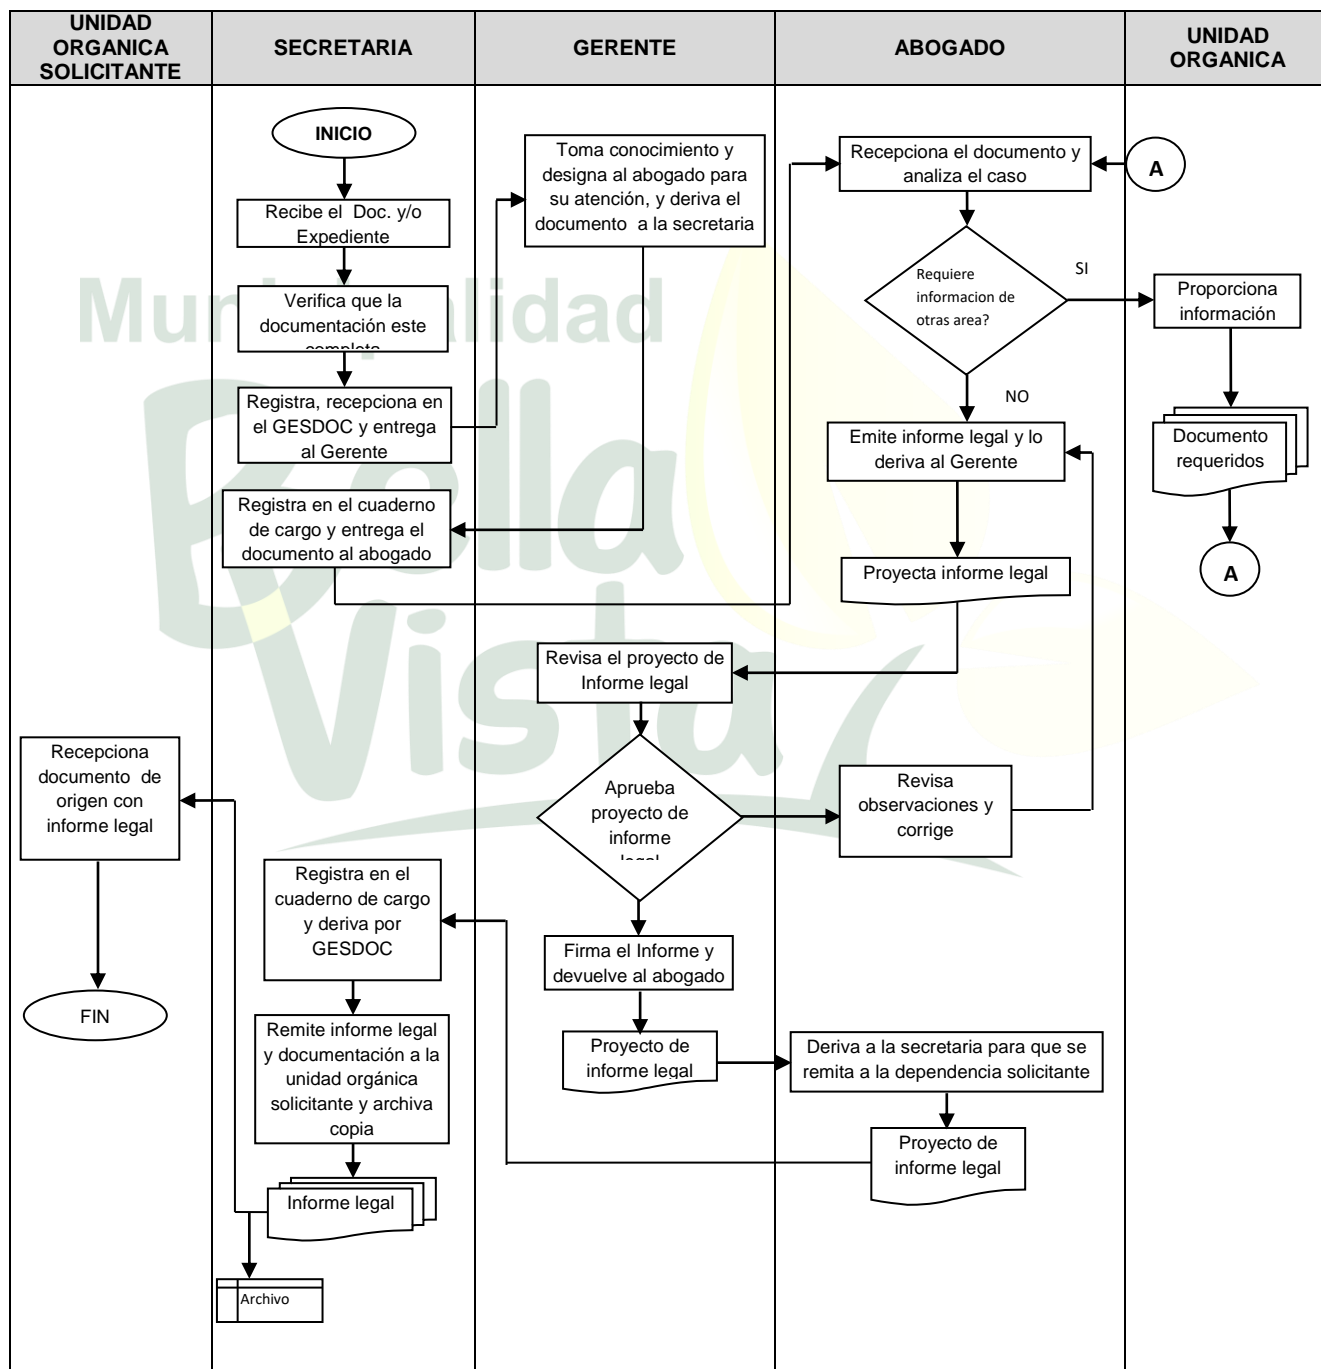 UNIDAD
ORGANICA
SOLICITANTE
SECRETARIA
GERENTE
ABOGADO
UNIDAD
ORGANICA
INICIO
Recibe el Doc. y/o
Expediente
Verifica que la
documentación este
completa
Registra, recepciona en
el GESDOC y entrega
al Gerente
Toma conocimiento y
designa al abogado para
su atención, y deriva el
documento a la secretaria
Registra en el cuaderno
de cargo y entrega el
documento al abogado
Recepciona el documento y
analiza el caso
A
Requiere
informacion de
otras area?
SI
NO
Proporciona
información
Documento
requeridos
A
Emite informe legal y lo
deriva al Gerente
Proyecta informe legal
Revisa el proyecto de
Informe legal
Aprueba
proyecto de
informe
legal
Revisa
observaciones y
corrige
Firma el Informe y
devuelve al abogado
Proyecto de
informe legal
Deriva a la secretaria para que se
remita a la dependencia solicitante
Proyecto de
informe legal
Registra en el
cuaderno de cargo
y deriva por
GESDOC
Remite informe legal
y documentación a la
unidad orgánica
solicitante y archiva
copia
Informe legal
Archivo
Recepciona
documento de
origen con
informe legal
FIN
Municipalidad
Bella
Vista